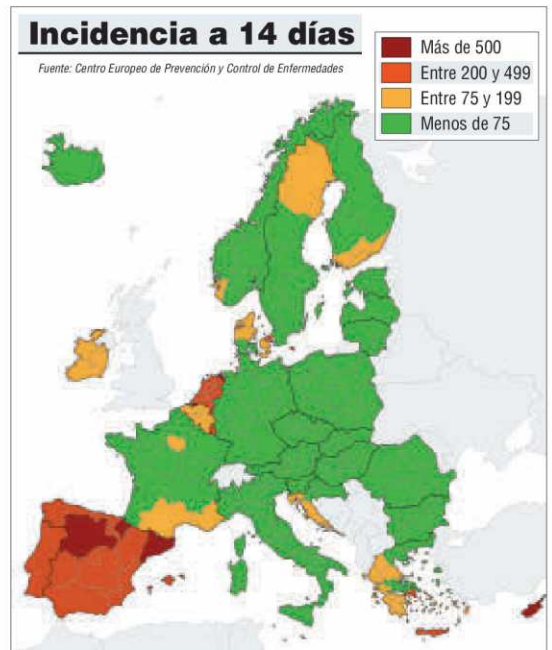 Incidencia a 14 días
Fuente: Centro Europeo de Prevención y Control de Enfermedades
Más de 500
Entre 200 y 499
Entre 75 y 199
Menos de 75